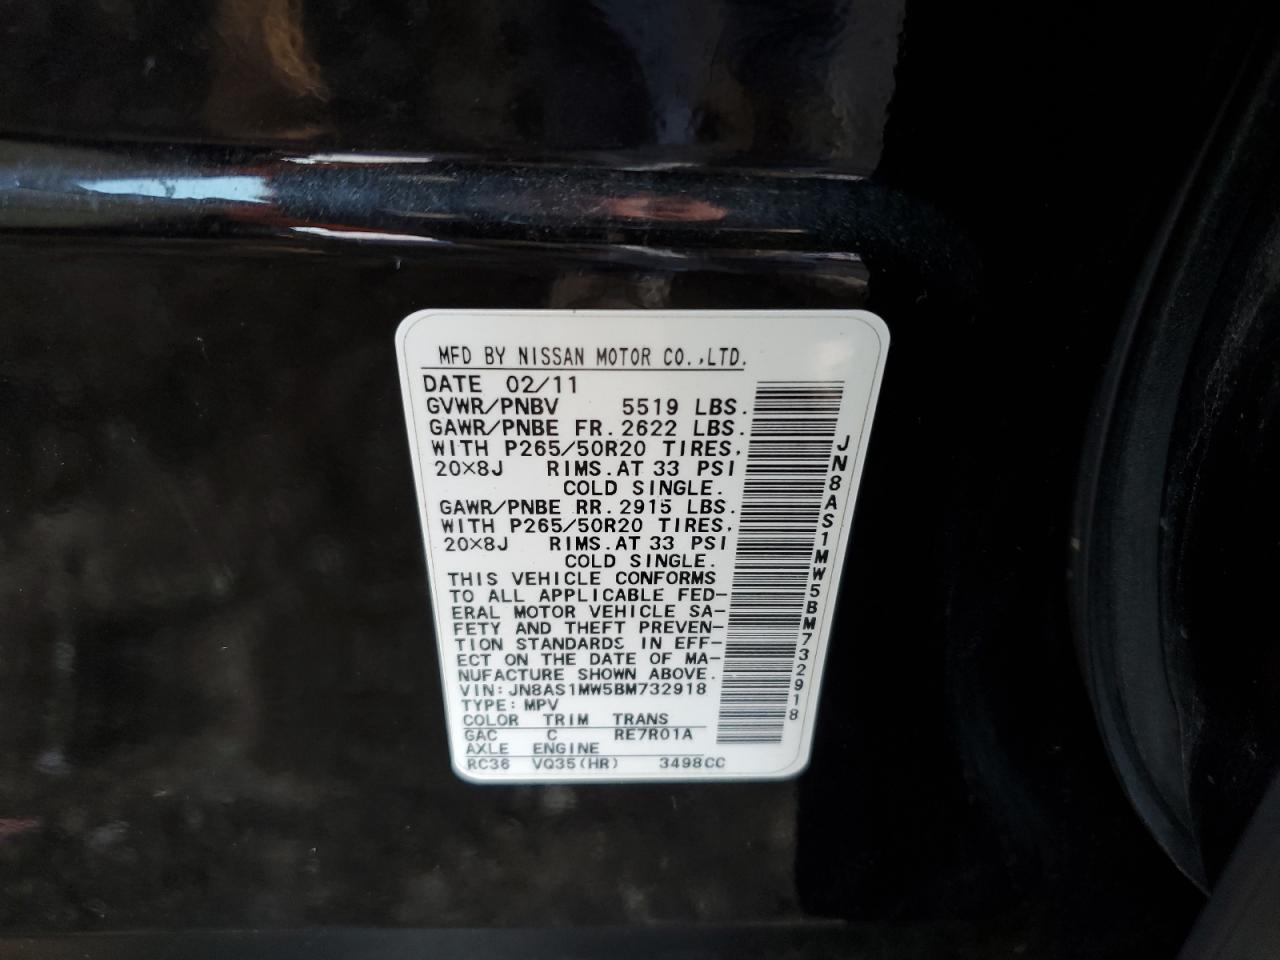 MFD BY NISSAN MOTOR CO.,LTD.
DATE 02/11
GVWR/PNBV 5519 LBS.
GAWR/PNBE FR. 2622 LBS.
WITH P265/50R20 TIRES,
20×8J RIMS. AT 33 PSI
COLD SINGLE.
GAWR/PNBE RR. 2915 LBS.
WITH P265/50R20 TIRES,
20×8J RIMS. AT 33 PSI
COLD SINGLE.
THIS VEHICLE CONFORMS
TO ALL APPLICABLE FED-
ERAL MOTOR VEHICLE SA-
FETY AND THEFT PREVEN-
TION STANDARDS IN EFF-
ECT ON THE DATE OF MA-
NUFACTURE SHOWN ABOVE.
VIN: JN8AS1MW5BM732918
TYPE: MPV
COLOR TRIM TRANS
GAC C RE7R01A
AXLE ENGINE
RC36 VQ35(HR) 3498CC
JN8AS1MW5BM732918